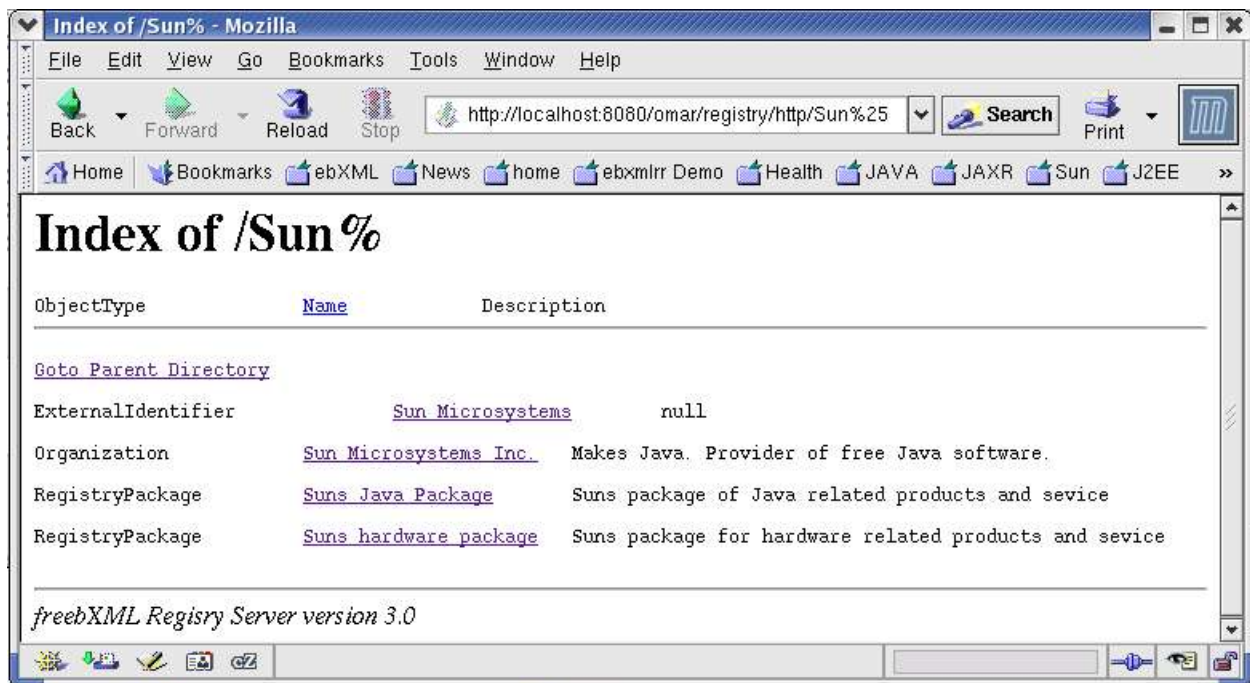 Index of /Sun% - Mozilla
File Edit View Go Bookmarks Tools Window Help
Back Forward Reload Stop http://localhost:8080/omar/registry/http/Sun%25 Search Print
Home Bookmarks ebXML News home ebxmlrr Demo Health JAVA JAXR Sun J2EE »
Index of /Sun%
ObjectType Name Description
Goto Parent Directory
ExternalIdentifier Sun Microsystems null
Organization Sun Microsystems Inc. Makes Java. Provider of free Java software.
RegistryPackage Suns Java Package Suns package of Java related products and sevice
RegistryPackage Suns hardware package Suns package for hardware related products and sevice
freebXML Regisry Server version 3.0